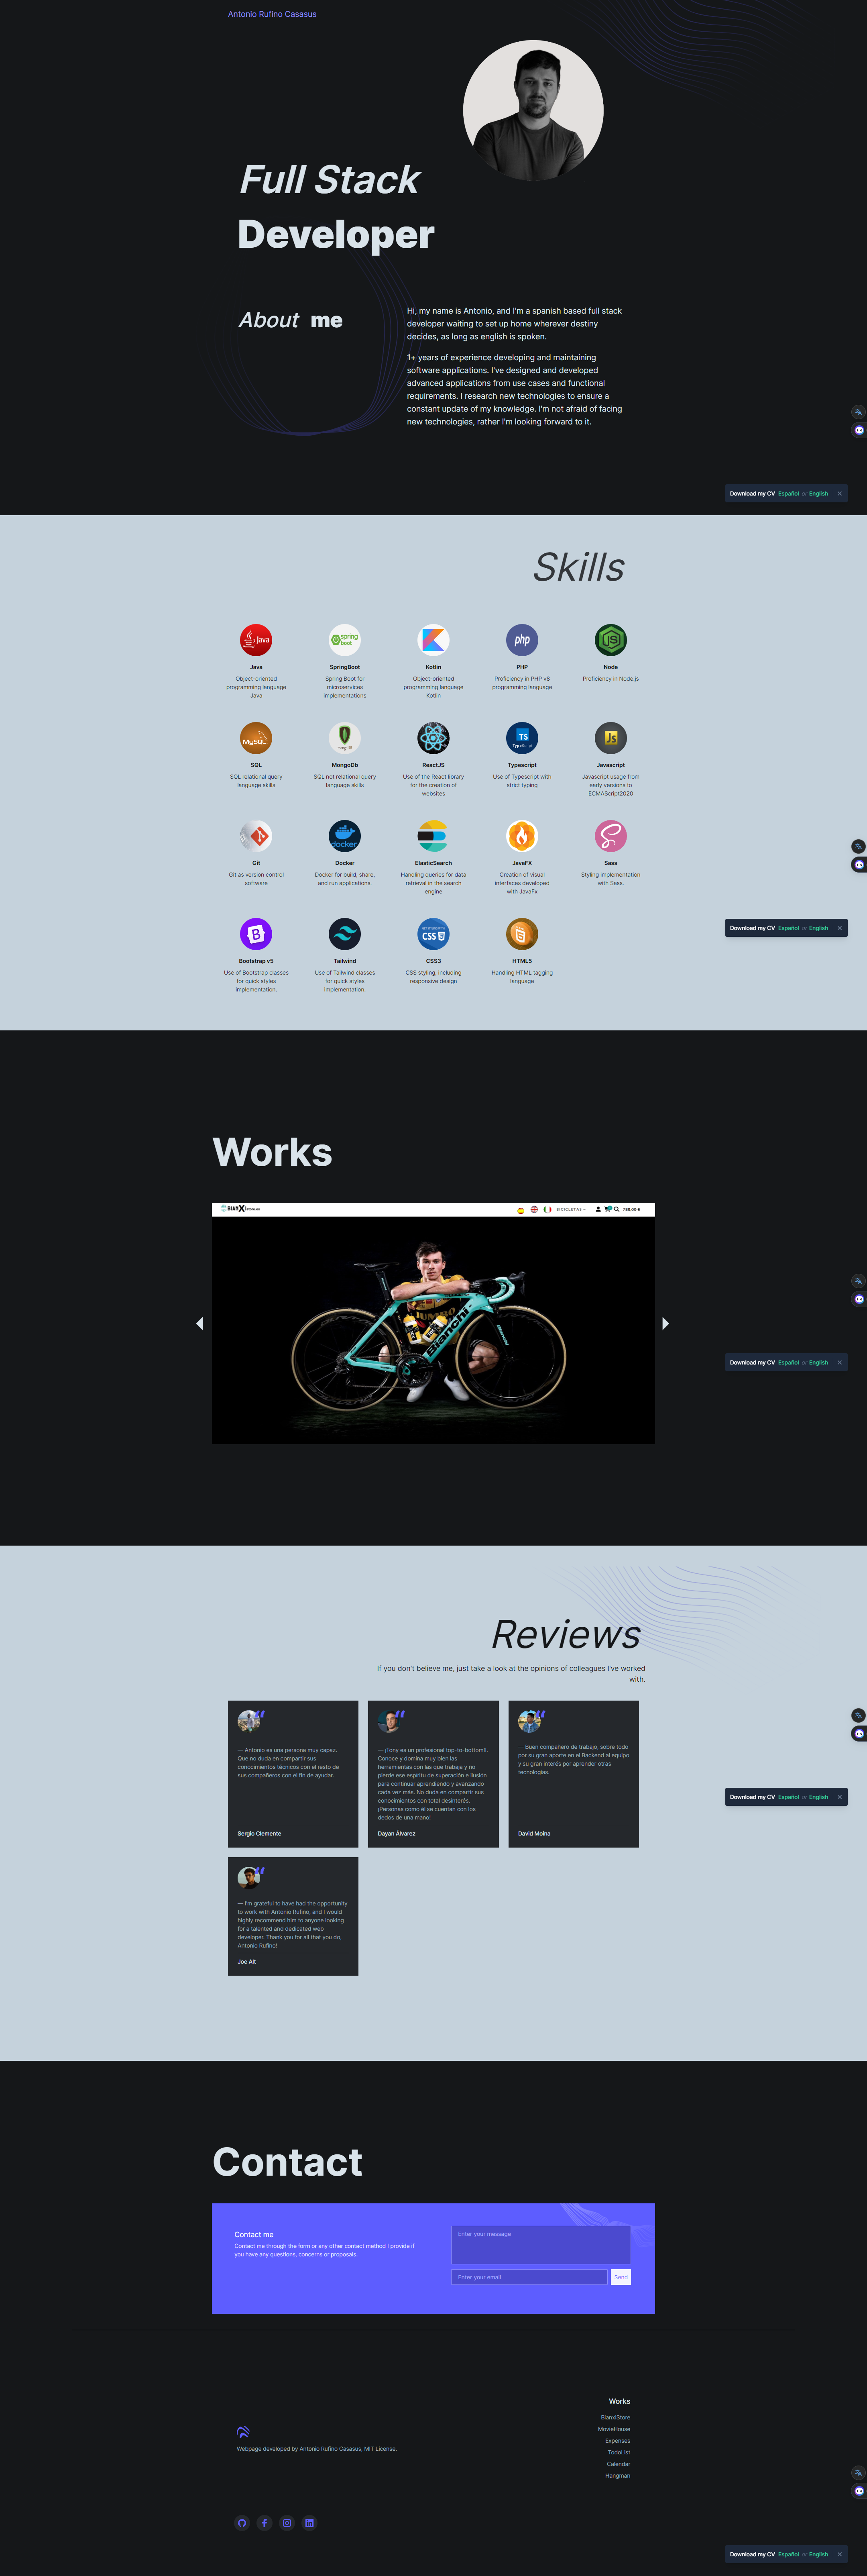 Antonio Rufino Casasus
Full Stack
Developer
About me
Hi, my name is Antonio, and I'm a spanish based full stack
developer waiting to set up home wherever destiny
decides, as long as english is spoken.
1+ years of experience developing and maintaining
software applications. I've designed and developed
advanced applications from use cases and functional
requirements. I research new technologies to ensure a
constant update of my knowledge. I'm not afraid of facing
new technologies, rather I'm looking forward to it.
Download my CV Español or English
Skills
Java
Object-oriented
programming language
Java
SpringBoot
Spring Boot for
microservices
implementations
Kotlin
Object-oriented
programming language
Kotlin
PHP
Proficiency in PHP v8
programming language
Node
Proficiency in Node.js
SQL
SQL relational query
language skills
MongoDb
SQL not relational query
language skills
ReactJS
Use of the React library
for the creation of
websites
Typescript
Use of Typescript with
strict typing
Javascript
Javascript usage from
early versions to
ECMAScript2020
Git
Git as version control
software
Docker
Docker for build, share,
and run applications.
ElasticSearch
Handling queries for data
retrieval in the search
engine
JavaFX
Creation of visual
interfaces developed
with JavaFx
Sass
Styling implementation
with Sass.
Download my CV Español or English
Bootstrap v5
Use of Bootstrap classes
for quick styles
implementation.
Tailwind
Use of Tailwind classes
for quick styles
implementation.
CSS3
CSS styling, including
responsive design
HTML5
Handling HTML tagging
language
Works
BICICLETAS
789,00 €
Bianchi
JUMBO
Download my CV Español or English
Reviews
If you don't believe me, just take a look at the opinions of colleagues I've worked
with.
— Antonio es una persona muy capaz.
Que no duda en compartir sus
conocimientos técnicos con el resto de
sus compañeros con el fin de ayudar.
Sergio Clemente
— ¡Tony es un profesional top-to-bottom!!.
Conoce y domina muy bien las
herramientas con las que trabaja y no
pierde ese espíritu de superación e ilusión
para continuar aprendiendo y avanzando
cada vez más. No duda en compartir sus
conocimientos con total desinterés.
¡Personas como él se cuentan con los
dedos de una mano!
Dayan Álvarez
— Buen compañero de trabajo, sobre todo
por su gran aporte en el Backend al equipo
y su gran interés por aprender otras
tecnologías.
David Moina
Download my CV Español or English
— I'm grateful to have had the opportunity
to work with Antonio Rufino, and I would
highly recommend him to anyone looking
for a talented and dedicated web
developer. Thank you for all that you do,
Antonio Rufino!
Joe Alt
Contact
Contact me
Contact me through the form or any other contact method I provide if
you have any questions, concerns or proposals.
Enter your message
Enter your email
Send
Works
BianxiStore
MovieHouse
Expenses
TodoList
Calendar
Hangman
Webpage developed by Antonio Rufino Casasus, MIT License.
Download my CV Español or English